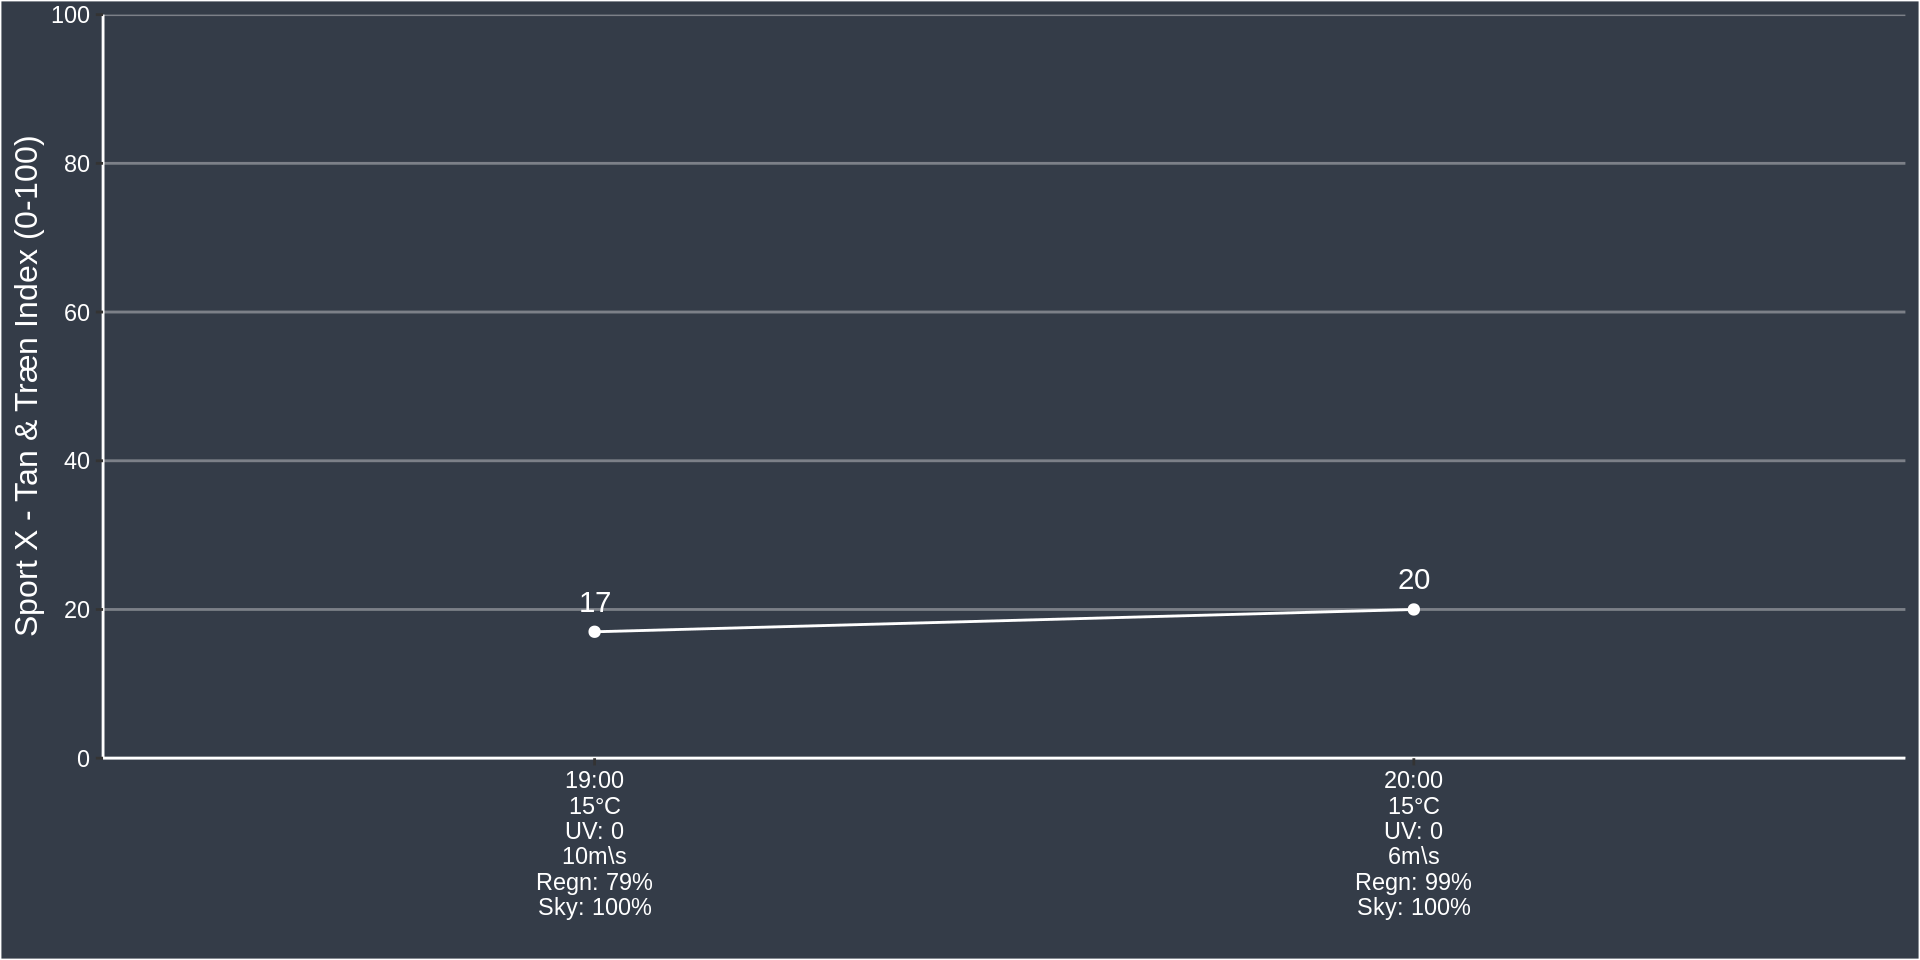 Sport X - Tan & Træn Index (0-100)
100
80
60
40
20
0
17
20
19:00
15°C
UV: 0
10m\s
Regn: 79%
Sky: 100%
20:00
15°C
UV: 0
6m\s
Regn: 99%
Sky: 100%